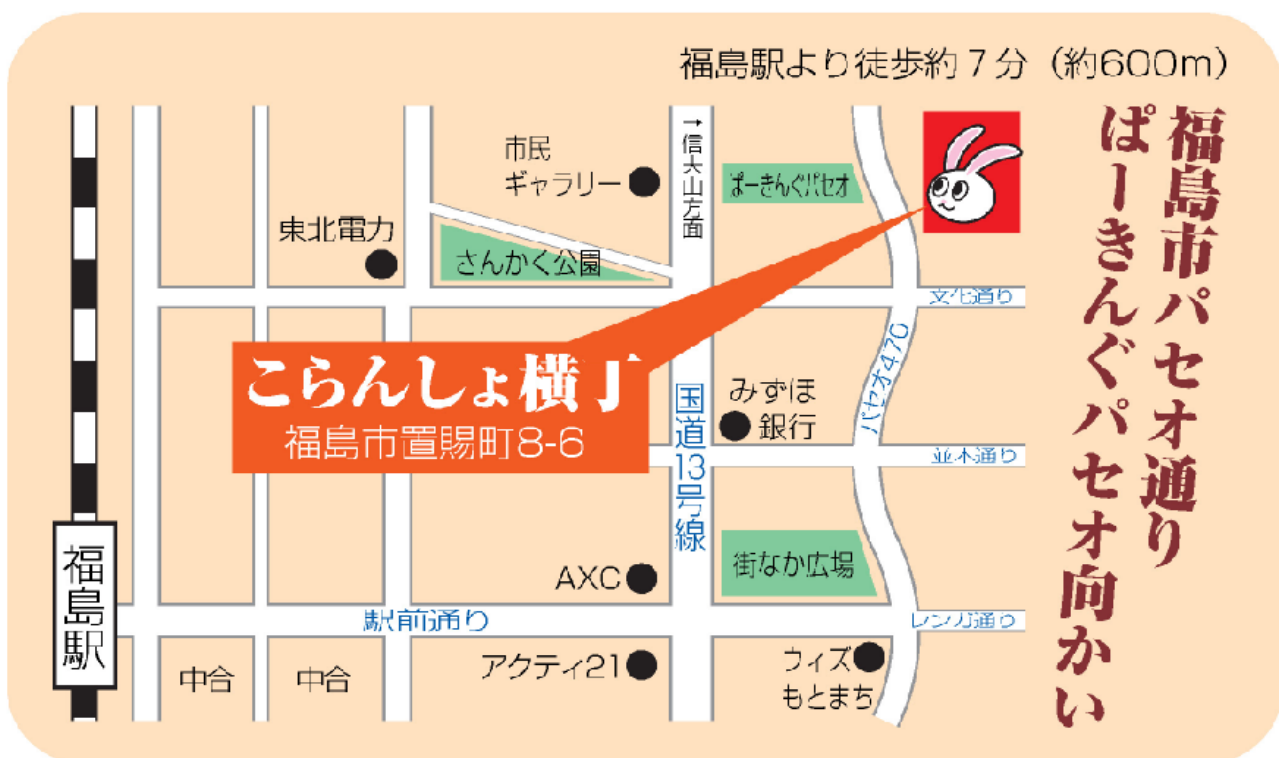 福島駅より徒歩約7分（約600m）
福島市パセオ通り
ぱーきんぐパセオ向かい
市民
ギャラリー
→信夫山方面
ぱーきんぐパセオ
東北電力
さんかく公園
文化通り
こらんしょ横丁
福島市置賜町8-6
国道13号線
みずほ
銀行
パセオ470
並木通り
福島駅
AXC
街なか広場
駅前通り
レンガ通り
中合
中合
アクティ21
ウィズ
もとまち